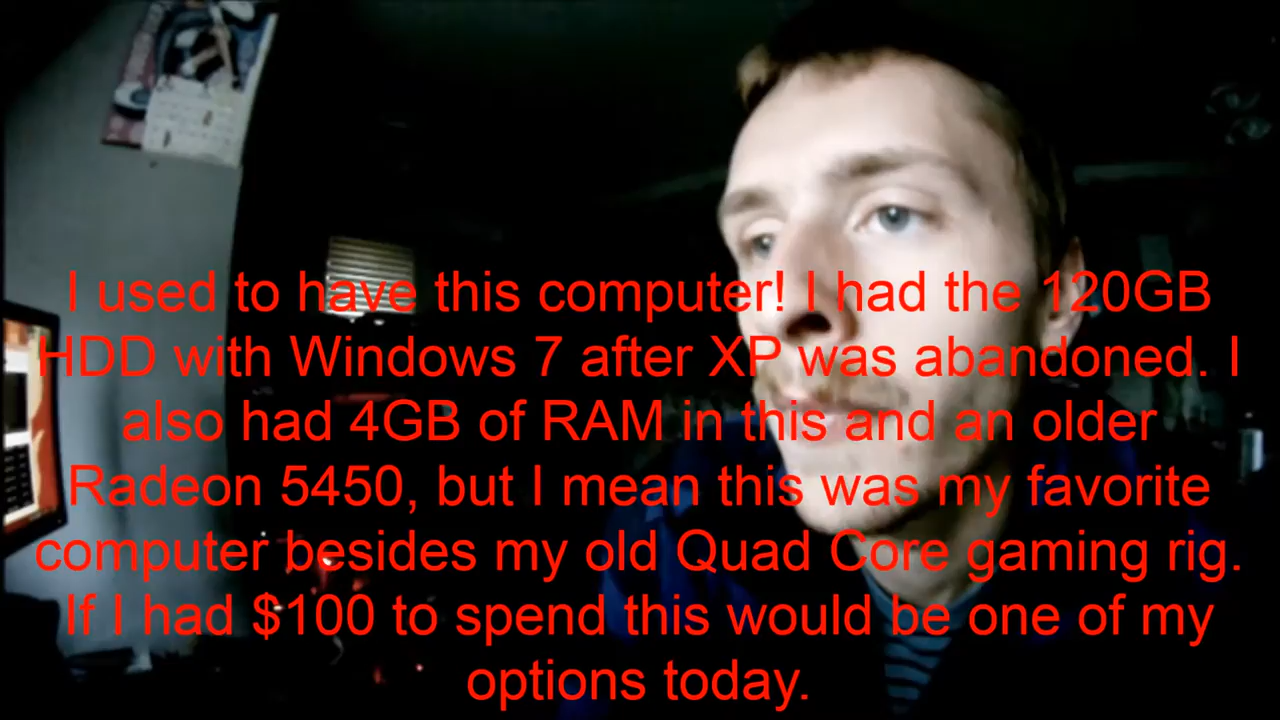 I used to have this computer! I had the 120GB
HDD with Windows 7 after XP was abandoned. I
also had 4GB of RAM in this and an older
Radeon 5450, but I mean this was my favorite
computer besides my old Quad Core gaming rig.
If I had $100 to spend this would be one of my
options today.